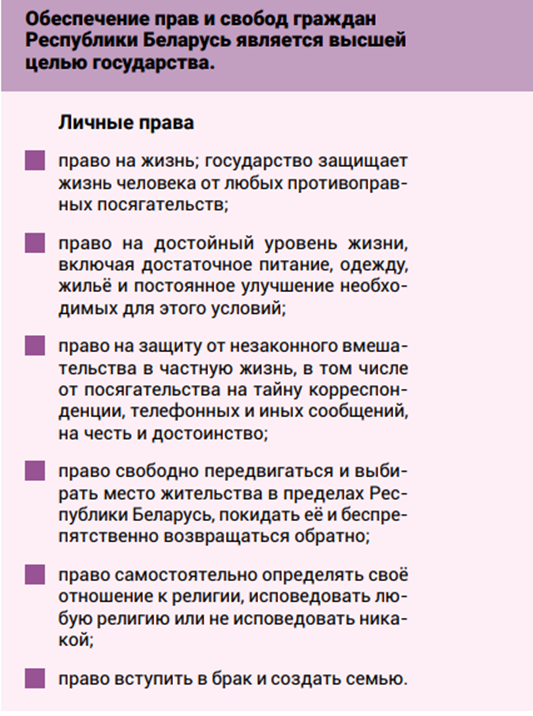 Обеспечение прав и свобод граждан
Республики Беларусь является высшей
целью государства.
Личные права
право на жизнь; государство защищает
жизнь человека от любых противоправ-
ных посягательств;
право на достойный уровень жизни,
включая достаточное питание, одежду,
жильё и постоянное улучшение необхо-
димых для этого условий;
право на защиту от незаконного вмеша-
тельства в частную жизнь, в том числе
от посягательства на тайну корреспон-
денции, телефонных и иных сообщений,
на честь и достоинство;
право свободно передвигаться и выби-
рать место жительства в пределах Рес-
публики Беларусь, покидать её и беспре-
пятственно возвращаться обратно;
право самостоятельно определять своё
отношение к религии, исповедовать лю-
бую религию или не исповедовать ника-
кой;
право вступить в брак и создать семью.